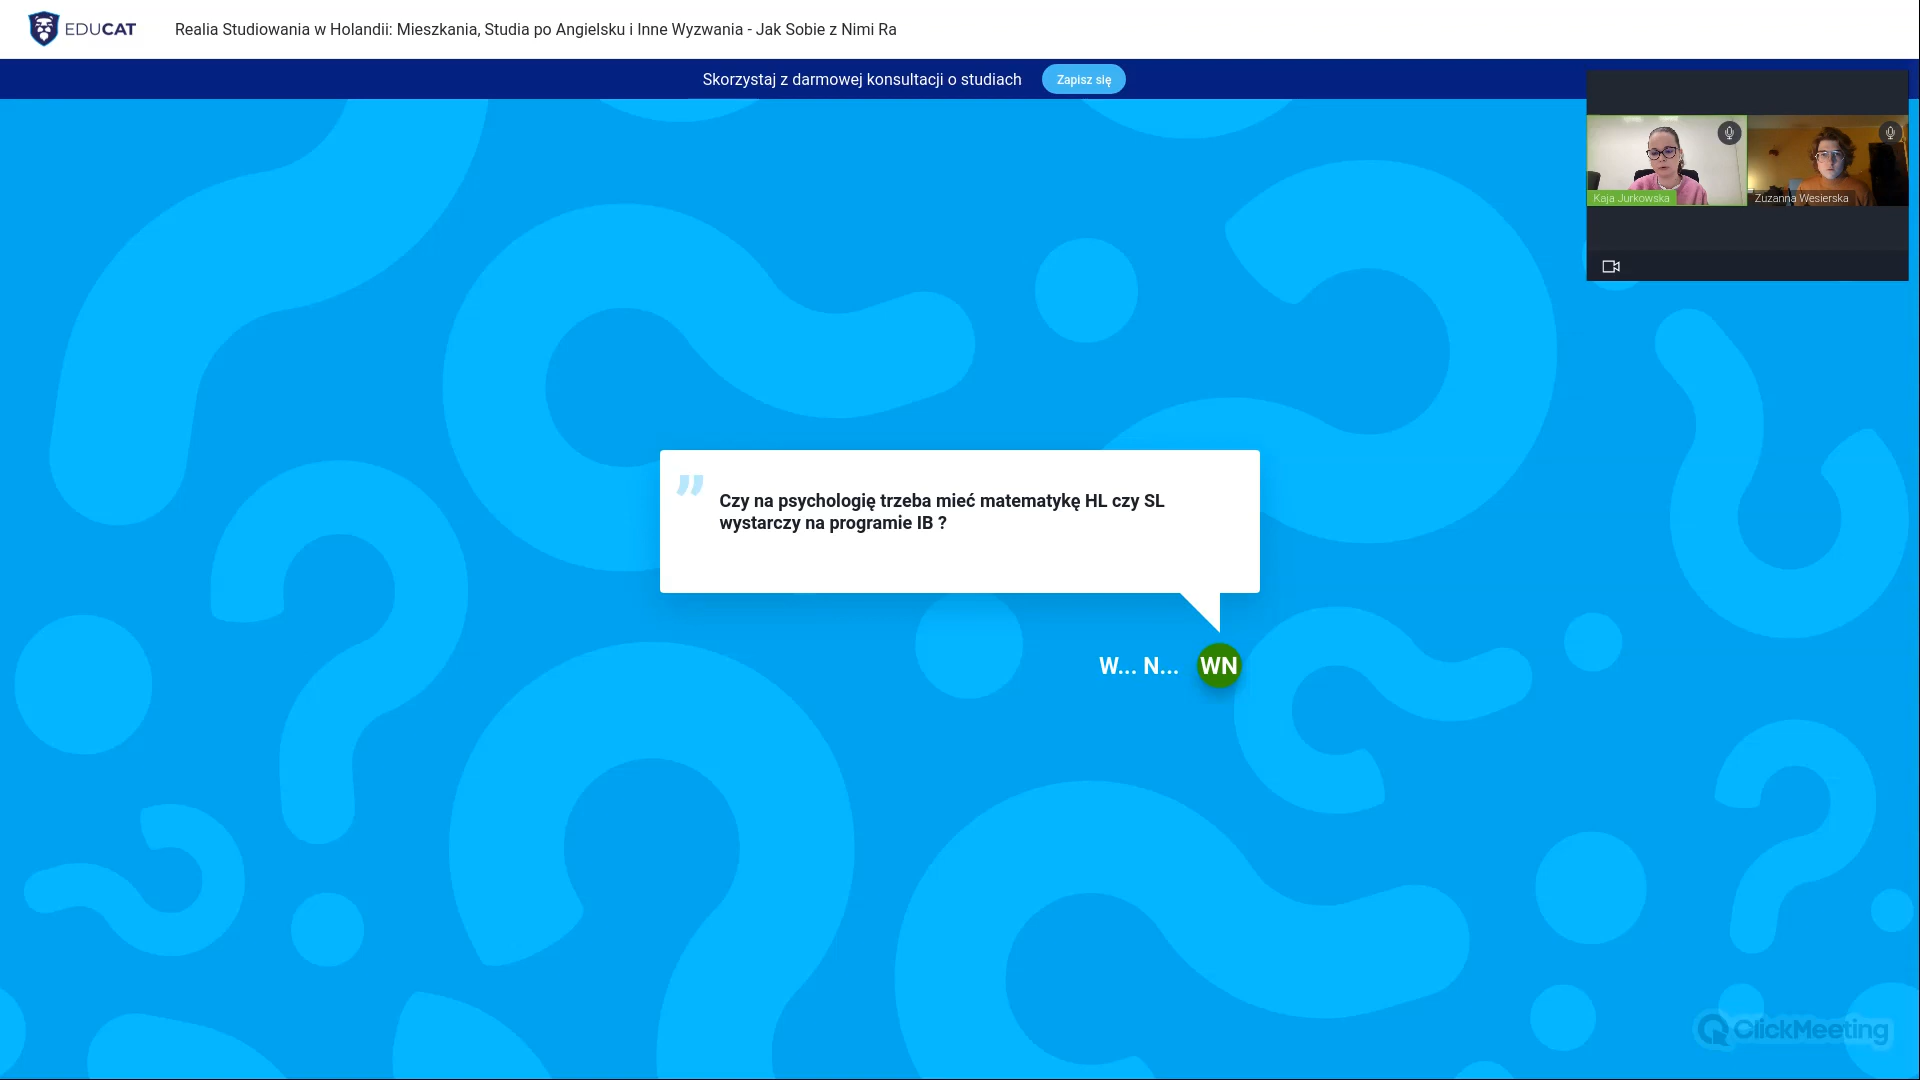 EDUCAT
Realia Studiowania w Holandii: Mieszkania, Studia po Angielsku i Inne Wyzwania - Jak Sobie z Nimi Ra
Skorzystaj z darmowej konsultacji o studiach
Zapisz się
Kaja Jurkowska
Zuzanna Wesierska
Czy na psychologię trzeba mieć matematykę HL czy SL
wystarczy na programie IB ?
W... N...
WN
ClickMeeting